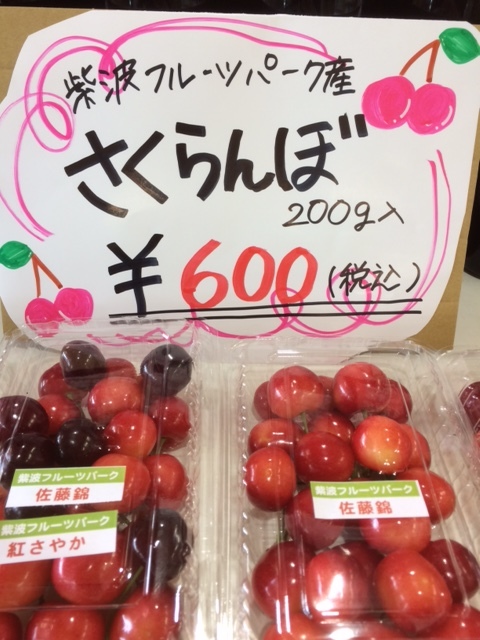 紫波フルーツパーク産
さくらんぼ
200g入
¥600(税込)
紫波フルーツパーク
佐藤錦
紫波フルーツパーク
紅さやか
紫波フルーツパーク
佐藤錦